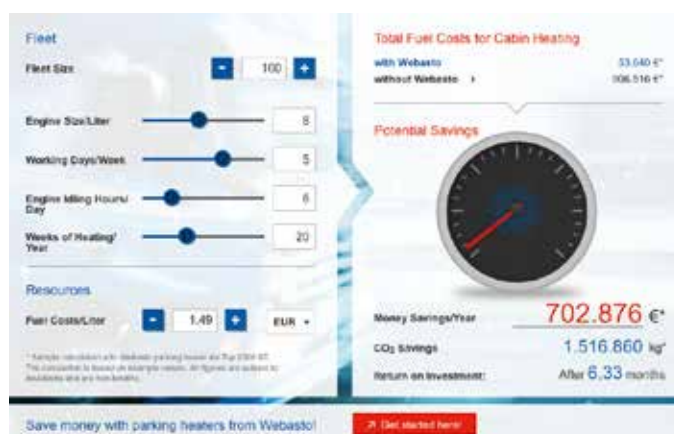 Fleet
Fleet Size - 100 +
Engine Size/Liter 8
Working Days/Week 5
Engine Idling Hours/
Day
6
Weeks of Heating/
Year
20
Resources
Fuel Costs/Liter - 1.49 + EUR
Total Fuel Costs for Cabin Heating
with Webasto 53.640 €*
without Webasto
Potential Savings
Money Savings/Year 702.876 €*
CO₂ Savings 1.516.860 kg*
Return on Investment: After 6,33 months
Save money with parking heaters from Webasto!
Get started here!